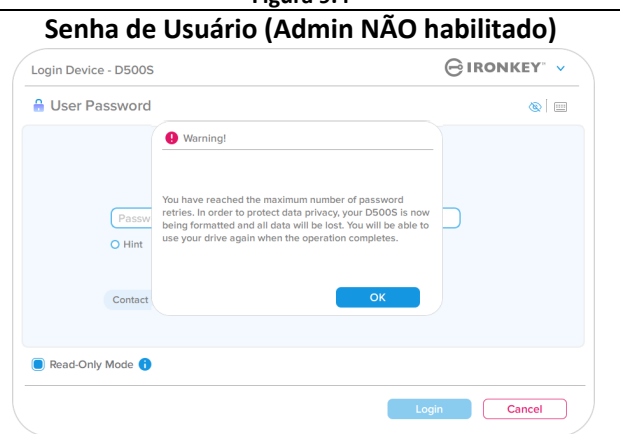 Senha de Usuário (Admin NÃO habilitado)
Login Device - D500S
IRONKEY
User Password
Warning!
You have reached the maximum number of password
retries. In order to protect data privacy, your D500S is now
being formatted and all data will be lost. You will be able to
use your drive again when the operation completes.
Passw
Hint
Contact
OK
Read-Only Mode
Login
Cancel